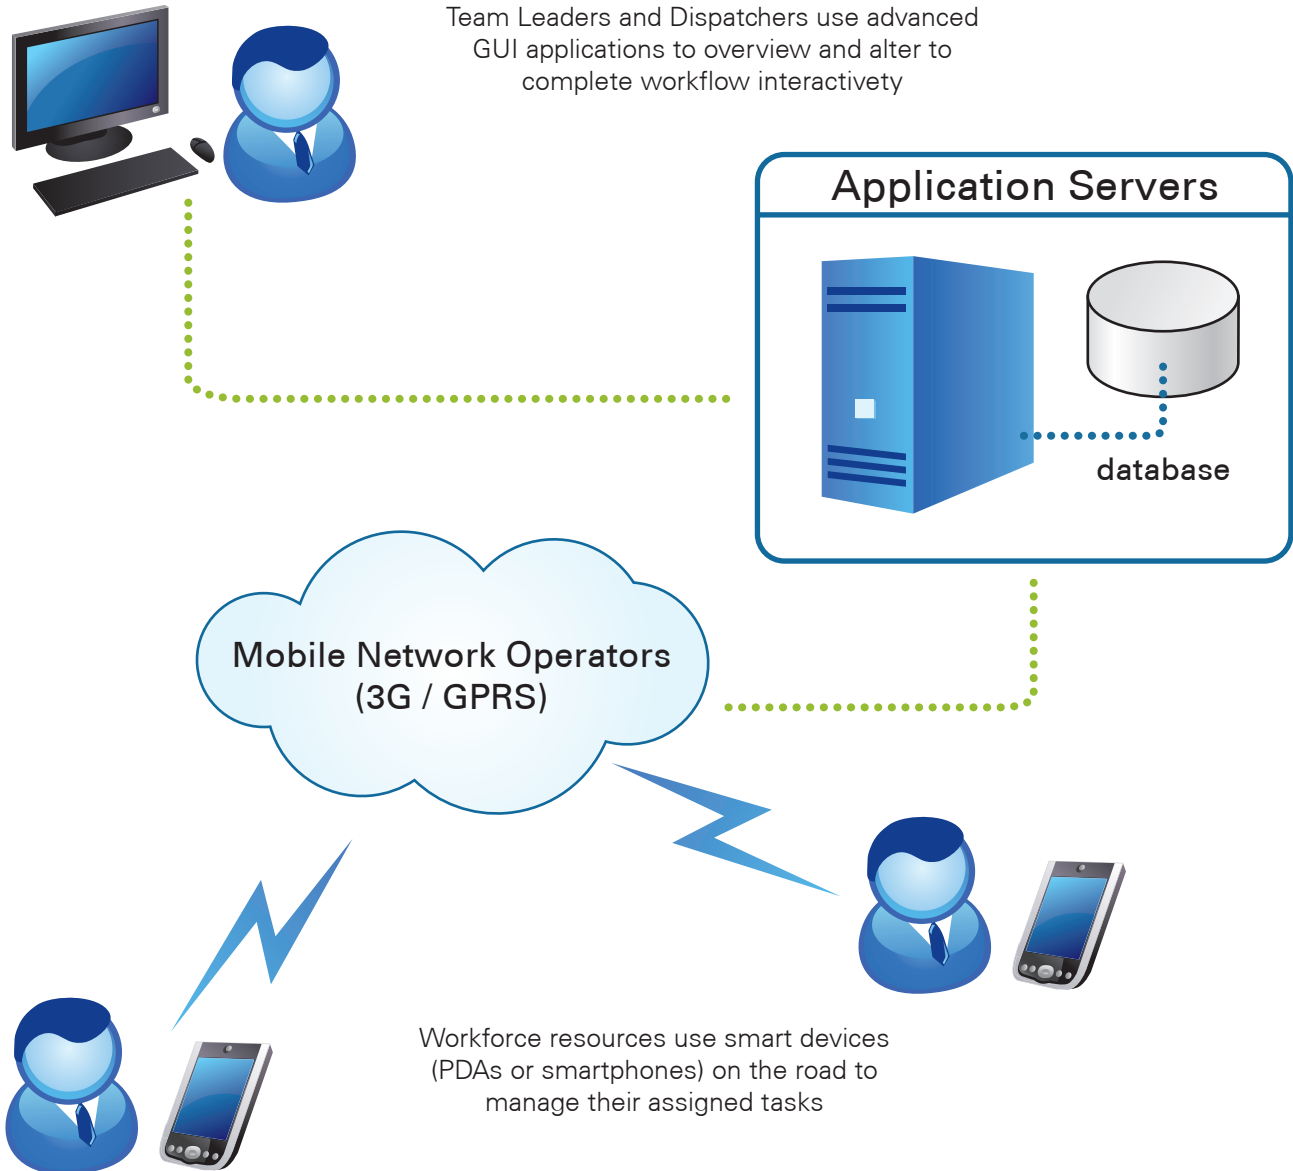 Team Leaders and Dispatchers use advanced
GUI applications to overview and alter to
complete workflow interactivety
Application Servers
database
Mobile Network Operators
(3G / GPRS)
Workforce resources use smart devices
(PDAs or smartphones) on the road to
manage their assigned tasks